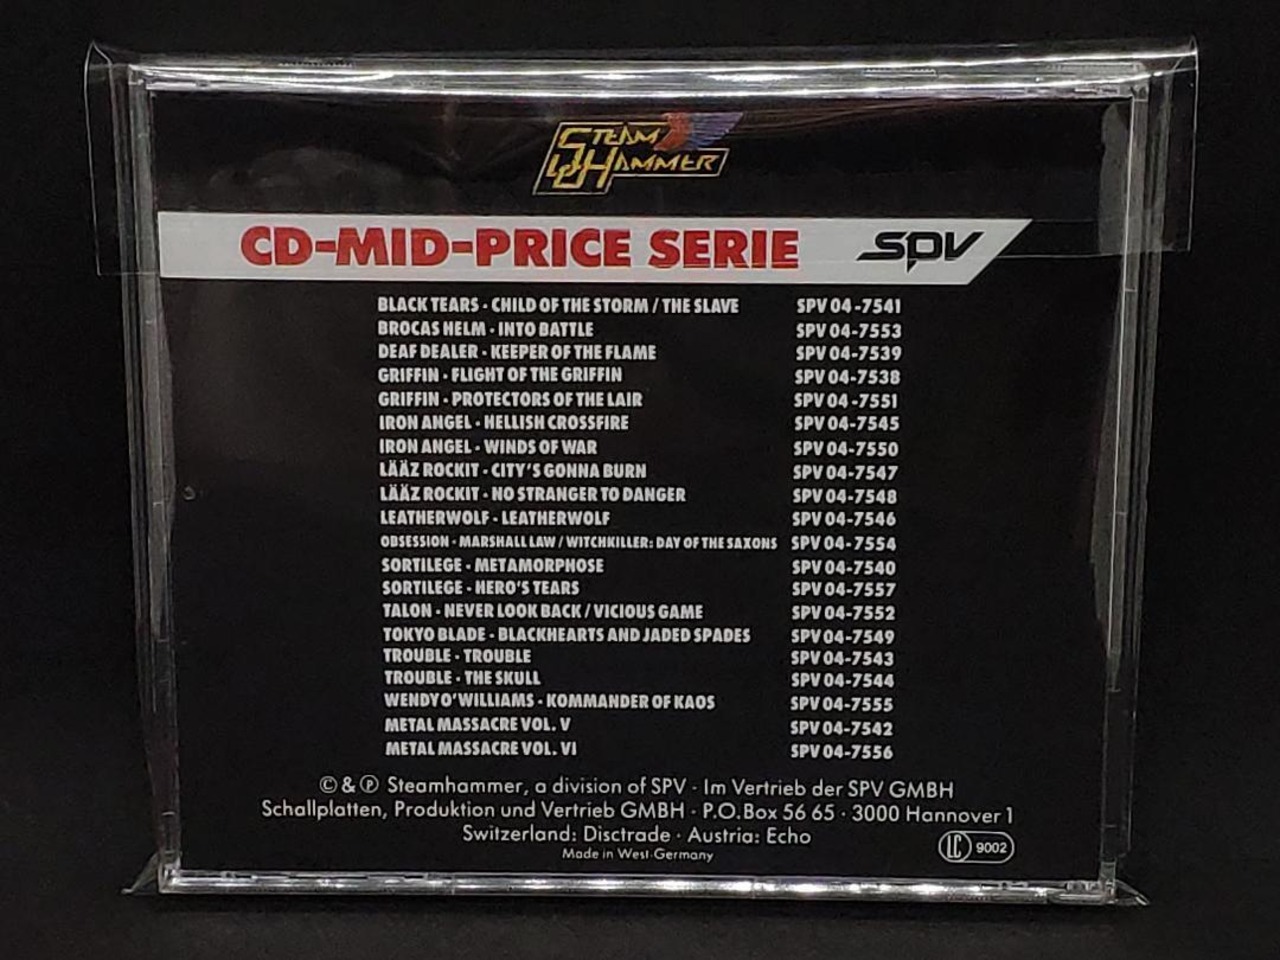 STEAM
HAMMER
CD-MID-PRICE SERIE SPV
BLACK TEARS - CHILD OF THE STORM / THE SLAVE SPV 04-7541
BROCAS HELM - INTO BATTLE SPV 04-7553
DEAF DEALER - KEEPER OF THE FLAME SPV 04-7539
GRIFFIN - FLIGHT OF THE GRIFFIN SPV 04-7538
GRIFFIN - PROTECTORS OF THE LAIR SPV 04-7551
IRON ANGEL - HELLISH CROSSFIRE SPV 04-7545
IRON ANGEL - WINDS OF WAR SPV 04-7550
LÄÄZ ROCKIT - CITY'S GONNA BURN SPV 04-7547
LÄÄZ ROCKIT - NO STRANGER TO DANGER SPV 04-7548
LEATHERWOLF - LEATHERWOLF SPV 04-7546
OBSESSION - MARSHALL LAW / WITCHKILLER: DAY OF THE SAXONS SPV 04-7554
SORTILEGE - METAMORPHOSE SPV 04-7540
SORTILEGE - HERO'S TEARS SPV 04-7557
TALON - NEVER LOOK BACK / VICIOUS GAME SPV 04-7552
TOKYO BLADE - BLACKHEARTS AND JADED SPADES SPV 04-7549
TROUBLE - TROUBLE SPV 04-7543
TROUBLE - THE SKULL SPV 04-7544
WENDY O'WILLIAMS - KOMMANDER OF KAOS SPV 04-7555
METAL MASSACRE VOL. V SPV 04-7542
METAL MASSACRE VOL. VI SPV 04-7556
© & ℗ Steamhammer, a division of SPV · Im Vertrieb der SPV GMBH
Schallplatten, Produktion und Vertrieb GMBH · P.O.Box 56 65 · 3000 Hannover 1
Switzerland: Disctrade · Austria: Echo
Made in West-Germany
LC 9002